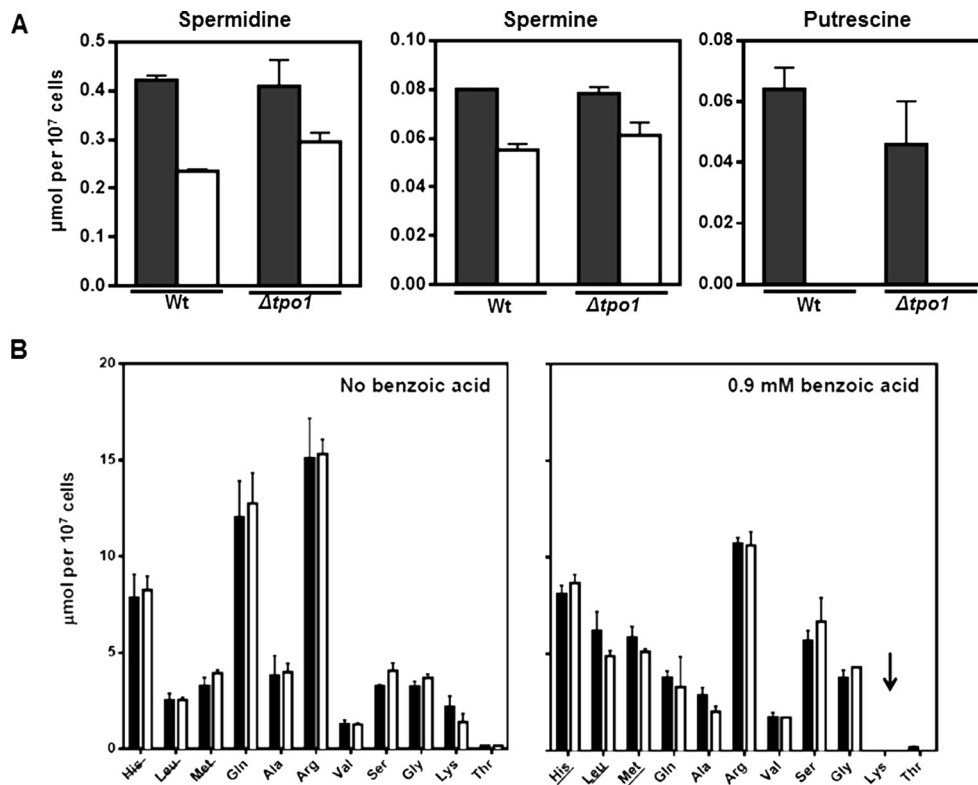 A
Spermidine
Spermine
Putrescine
µmol per 10⁷ cells
0.5
0.4
0.3
0.2
0.1
0.0
Wt
Δtpo1
0.10
0.08
0.06
0.04
0.02
0.00
Wt
Δtpo1
0.08
0.06
0.04
0.02
0.00
Wt
Δtpo1
B
No benzoic acid
µmol per 10⁷ cells
20
15
10
5
0
His Leu Met Gln Ala Arg Val Ser Gly Lys Thr
0.9 mM benzoic acid
His Leu Met Gln Ala Arg Val Ser Gly Lys Thr